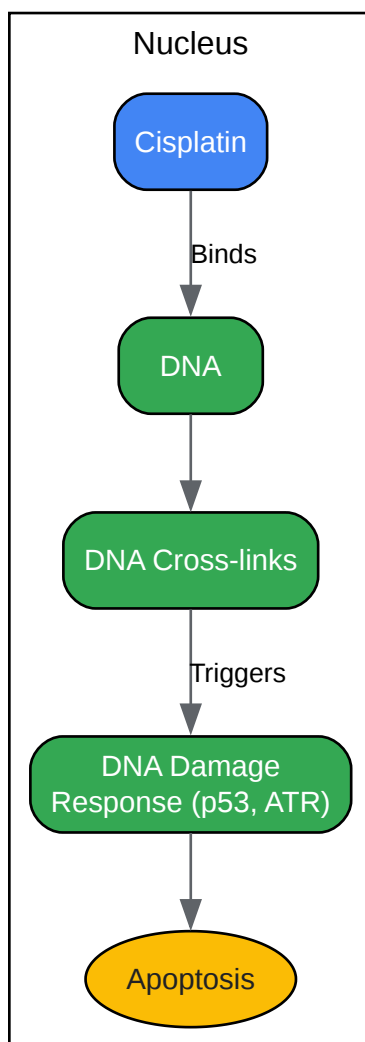 Nucleus
Cisplatin
Binds
DNA
DNA Cross-links
Triggers
DNA Damage
Response (p53, ATR)
Apoptosis